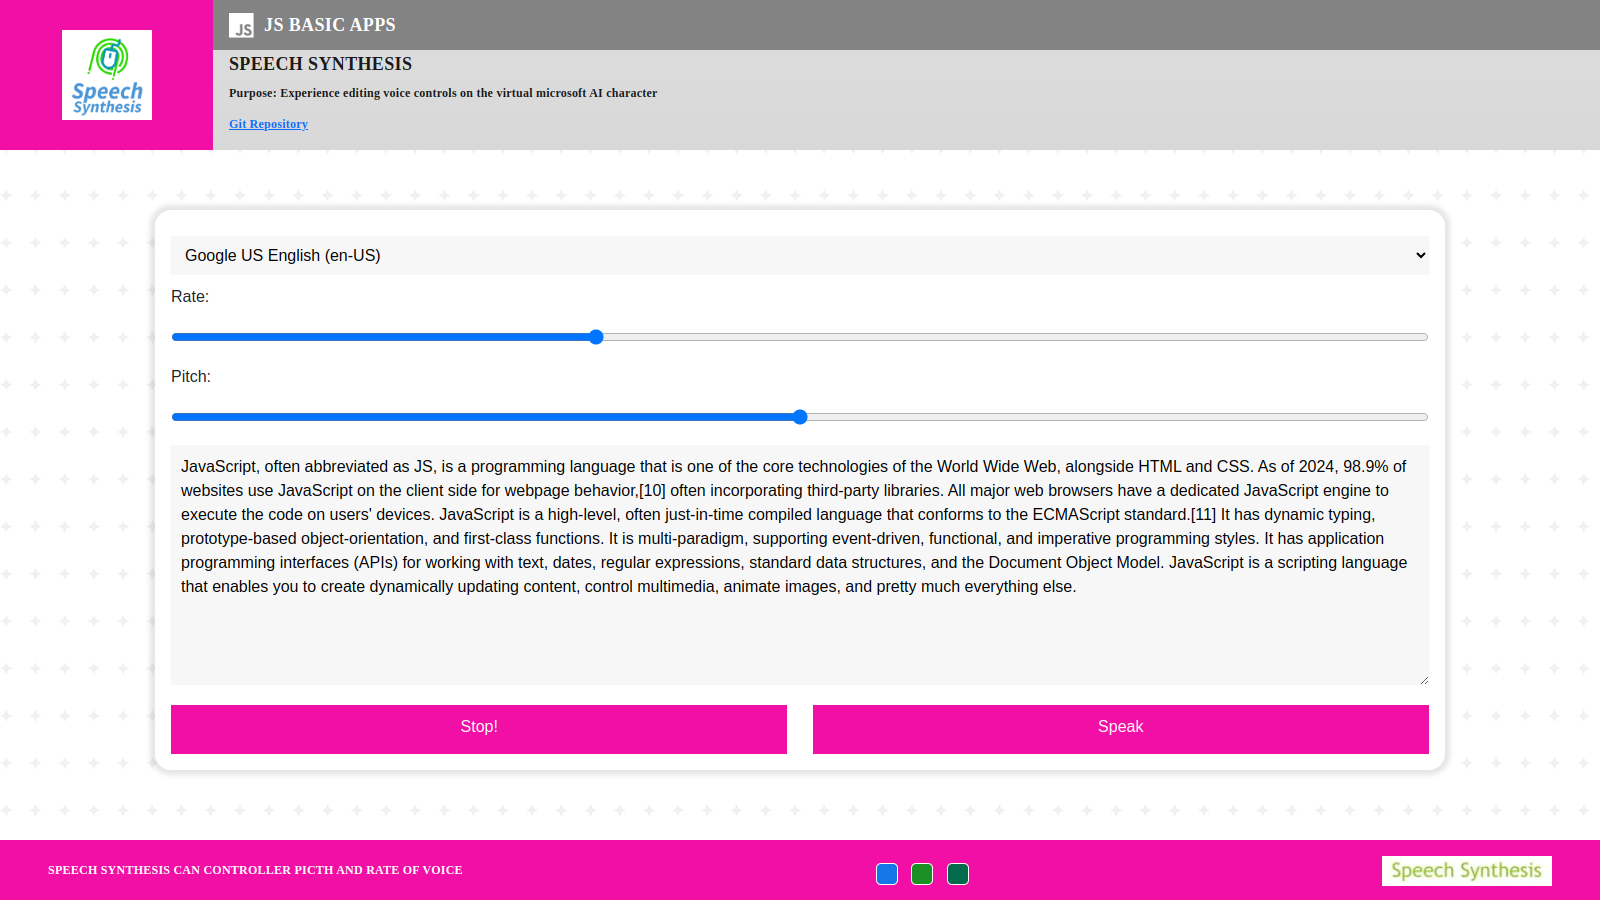 JS
JS BASIC APPS
Speech
Synthesis
SPEECH SYNTHESIS
Purpose: Experience editing voice controls on the virtual microsoft AI character
Git Repository
Google US English (en-US)
Rate:
Pitch:
JavaScript, often abbreviated as JS, is a programming language that is one of the core technologies of the World Wide Web, alongside HTML and CSS. As of 2024, 98.9% of
websites use JavaScript on the client side for webpage behavior,[10] often incorporating third-party libraries. All major web browsers have a dedicated JavaScript engine to
execute the code on users' devices. JavaScript is a high-level, often just-in-time compiled language that conforms to the ECMAScript standard.[11] It has dynamic typing,
prototype-based object-orientation, and first-class functions. It is multi-paradigm, supporting event-driven, functional, and imperative programming styles. It has application
programming interfaces (APIs) for working with text, dates, regular expressions, standard data structures, and the Document Object Model. JavaScript is a scripting language
that enables you to create dynamically updating content, control multimedia, animate images, and pretty much everything else.
Stop!
Speak
SPEECH SYNTHESIS CAN CONTROLLER PICTH AND RATE OF VOICE
Speech Synthesis